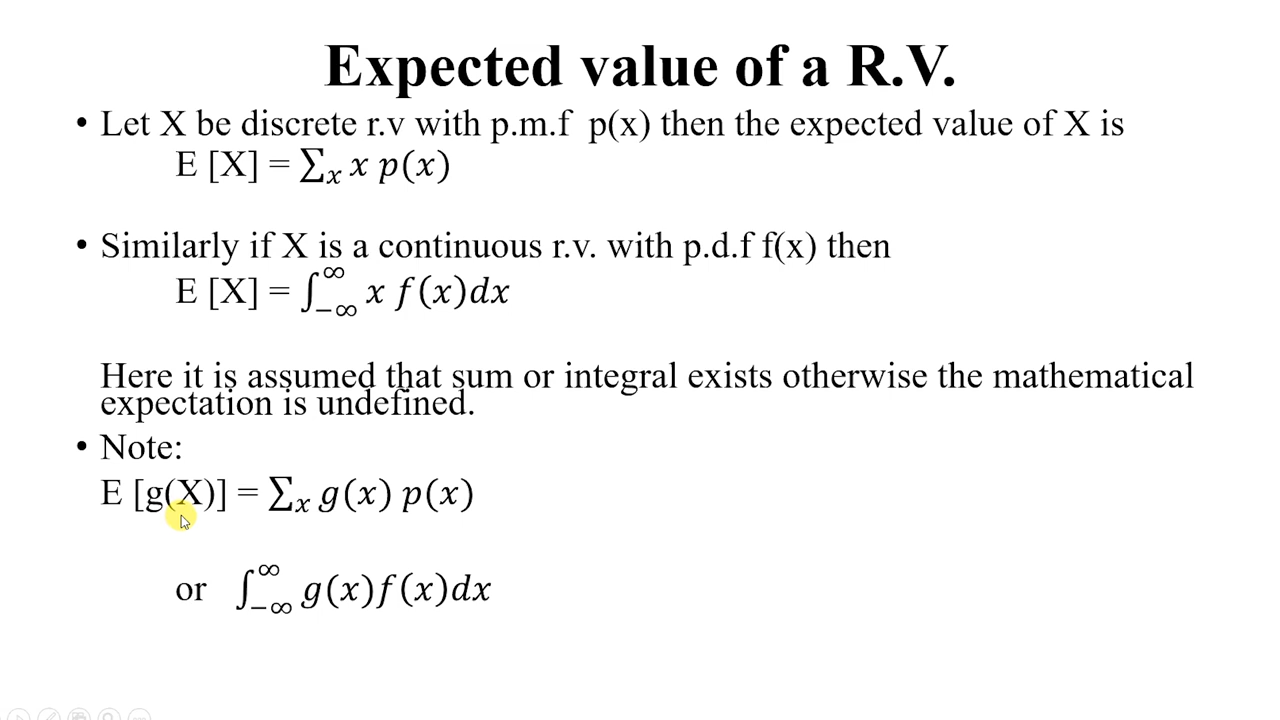 Expected value of a R.V.
• Let X be discrete r.v with p.m.f p(x) then the expected value of X is
E [X] = ∑ₓ x p(x)
• Similarly if X is a continuous r.v. with p.d.f f(x) then
E [X] = ∫_{−∞}^{∞} x f(x)dx
Here it is assumed that sum or integral exists otherwise the mathematical
expectation is undefined.
• Note:
E [g(X)] = ∑ₓ g(x) p(x)
or ∫_{−∞}^{∞} g(x)f(x)dx